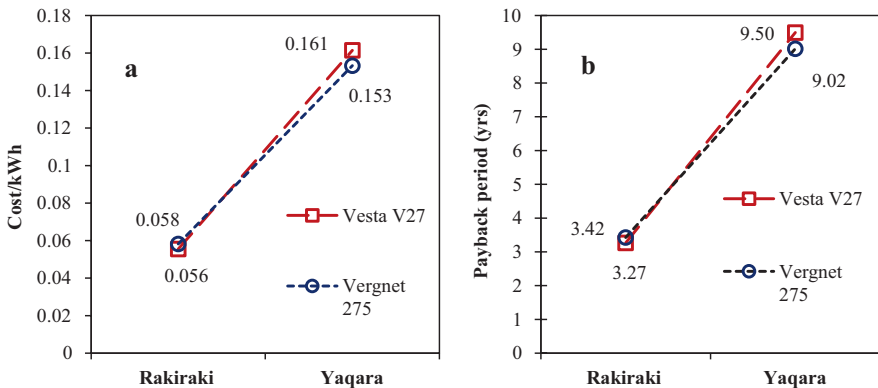 Cost/kWh
0.18
0.16
0.14
0.12
0.1
0.08
0.06
0.04
0.02
0
a
0.161
0.153
0.058
0.056
Vesta V27
Vergnet
275
Rakiraki
Yaqara
Payback period (yrs)
10
9
8
7
6
5
4
3
2
1
0
b
9.50
9.02
3.42
3.27
Vesta V27
Vergnet
275
Rakiraki
Yaqara